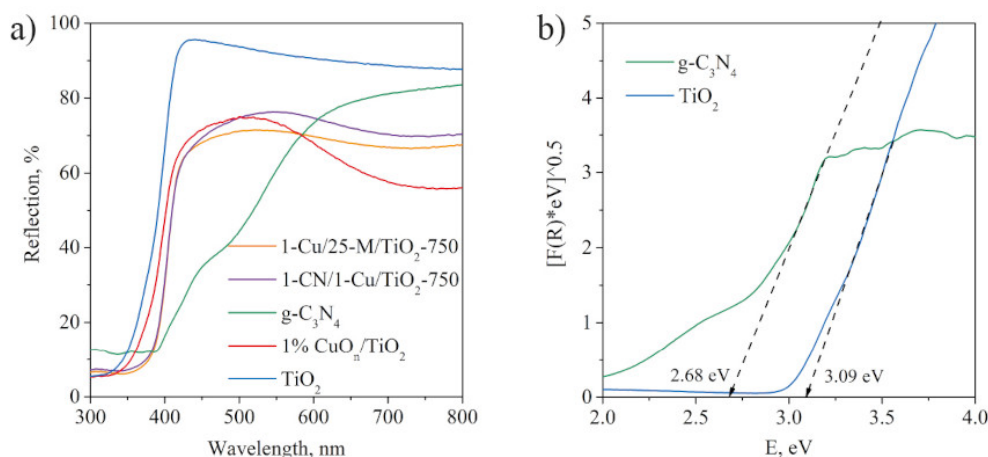 a)
Reflection, %
100
80
60
40
20
0
1-Cu/25-M/TiO₂-750
1-CN/1-Cu/TiO₂-750
g-C₃N₄
1% CuOₙ/TiO₂
TiO₂
300 400 500 600 700 800
Wavelength, nm
b)
[F(R)*eV]^0.5
5
4
3
2
1
0
g-C₃N₄
TiO₂
2.68 eV
3.09 eV
2.0 2.5 3.0 3.5 4.0
E, eV